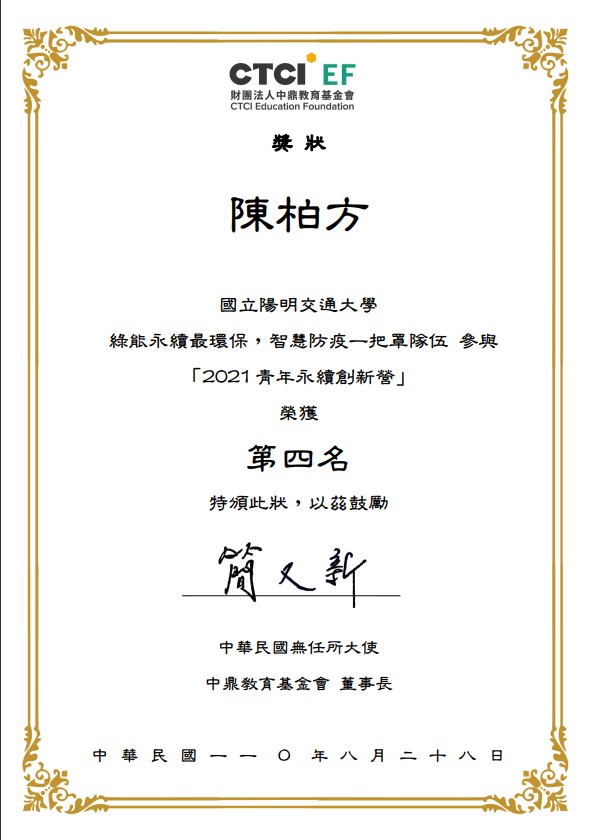 CTCI EF
財團法人中鼎教育基金會
CTCI Education Foundation
獎 狀
陳柏方
國立陽明交通大學
綠能永續最環保，智慧防疫一把罩隊伍 參與
「2021 青年永續創新營」
榮獲
第四名
特頒此狀，以茲鼓勵
簡又新
中華民國無任所大使
中鼎教育基金會 董事長
中 華 民 國 一 一 〇 年 八 月 二 十 八 日